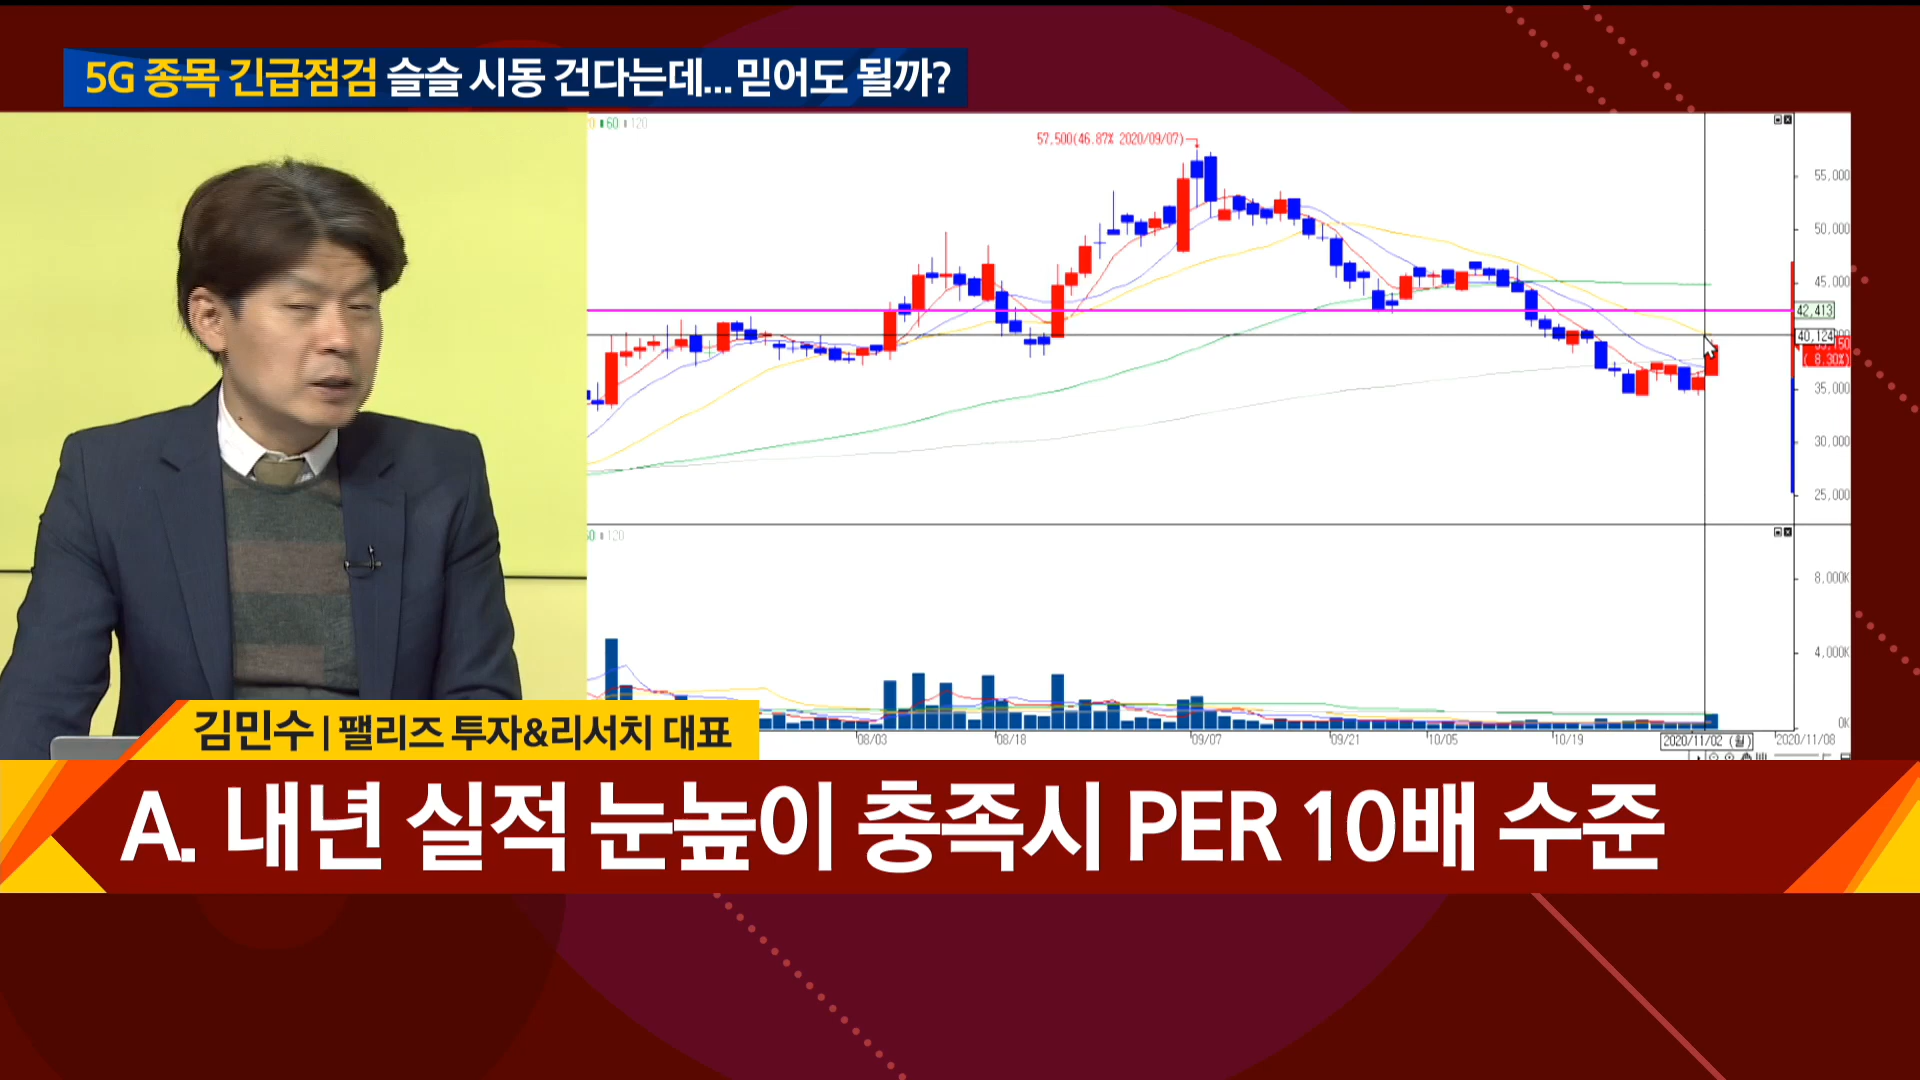 5G 종목 긴급점검 슬슬 시동 건다는데... 믿어도 될까?
60 120
57,500(46.87% 2020/09/07)
55,000
50,000
45,000
42,413
40,124
( 8.30%)
35,000
30,000
25,000
120
8,000K
4,000K
0K
08/03 08/18 09/07 09/21 10/05 10/19 2020/11/02 (월) 2020/11/08
김민수 | 팰리즈 투자&리서치 대표
A. 내년 실적 눈높이 충족시 PER 10배 수준